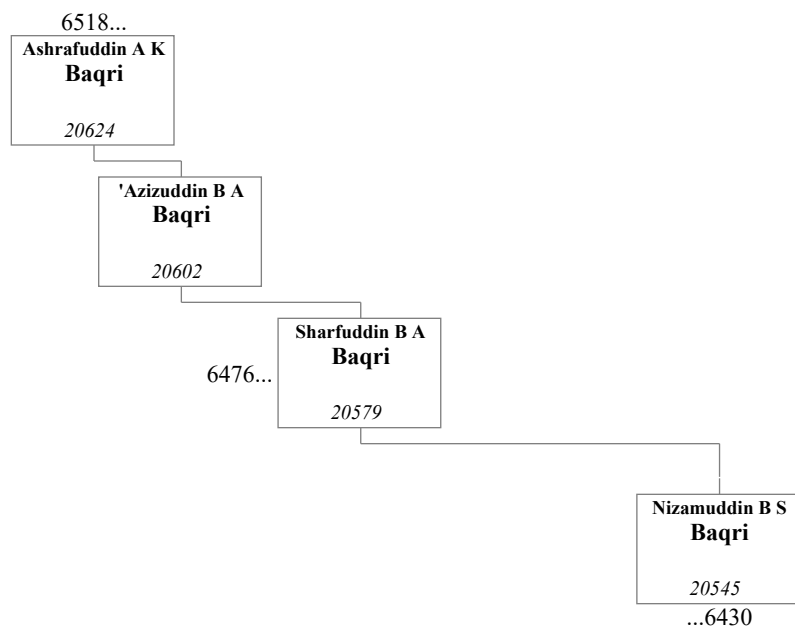 6518...
Ashrafuddin A K
Baqri
20624
'Azizuddin B A
Baqri
20602
Sharfuddin B A
Baqri
6476...
20579
Nizamuddin B S
Baqri
20545
...6430